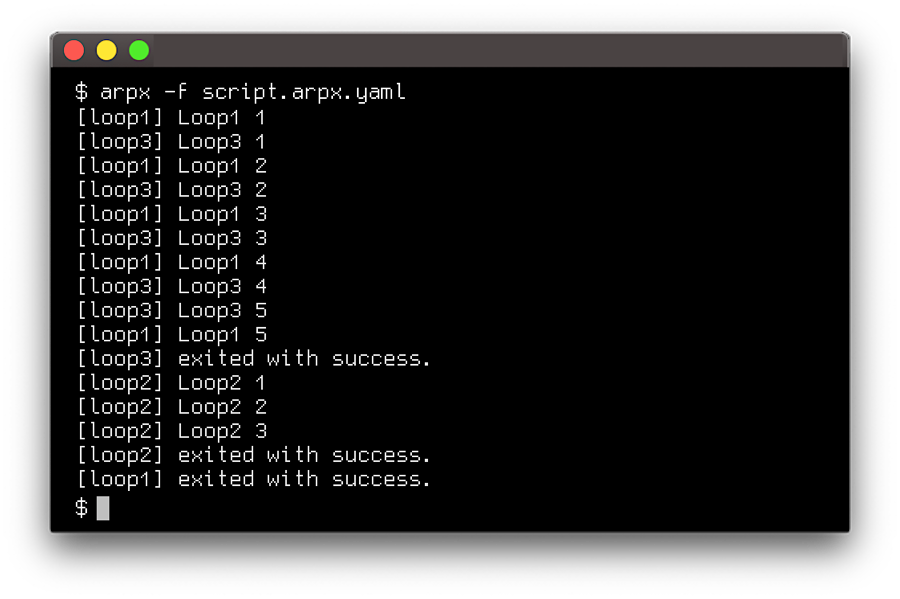 $ arpx -f script.arpx.yaml
[loop1] Loop1 1
[loop3] Loop3 1
[loop1] Loop1 2
[loop3] Loop3 2
[loop1] Loop1 3
[loop3] Loop3 3
[loop1] Loop1 4
[loop3] Loop3 4
[loop3] Loop3 5
[loop1] Loop1 5
[loop3] exited with success.
[loop2] Loop2 1
[loop2] Loop2 2
[loop2] Loop2 3
[loop2] exited with success.
[loop1] exited with success.
$